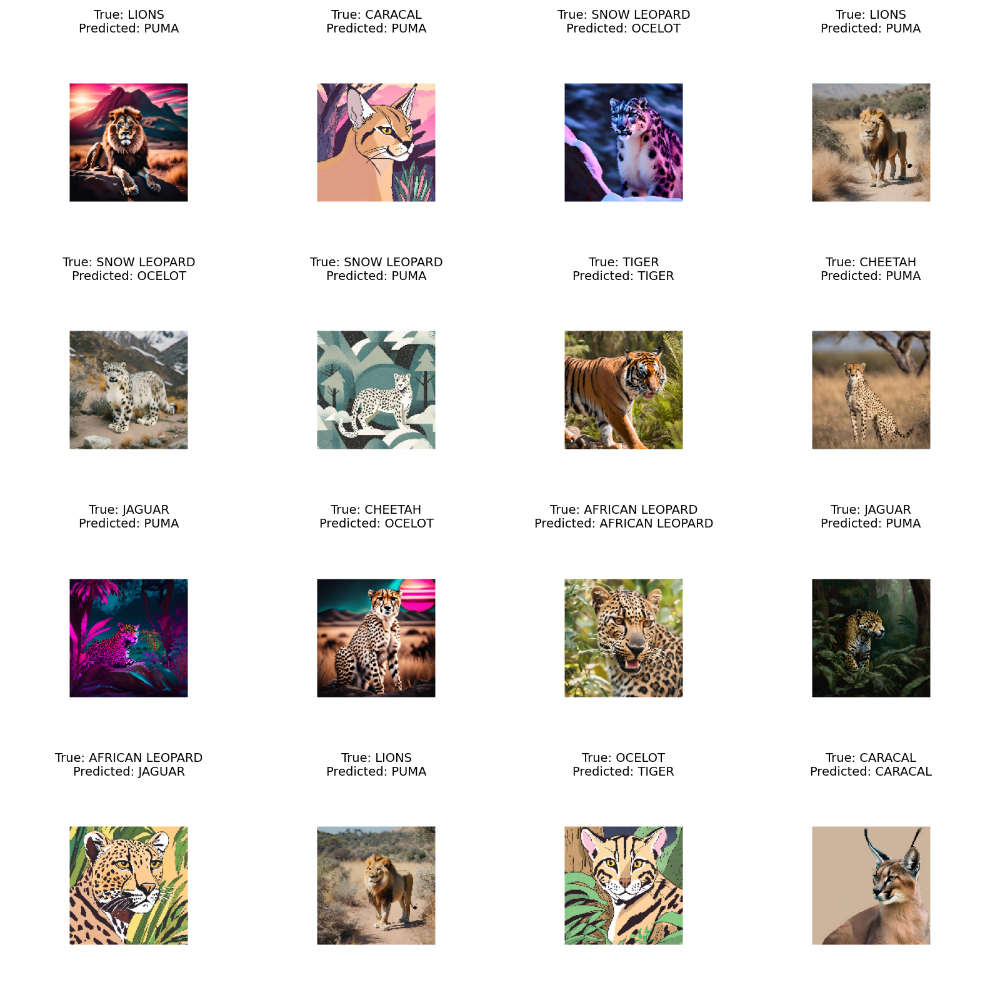 True: LIONS
Predicted: PUMA
True: CARACAL
Predicted: PUMA
True: SNOW LEOPARD
Predicted: OCELOT
True: LIONS
Predicted: PUMA
True: SNOW LEOPARD
Predicted: OCELOT
True: SNOW LEOPARD
Predicted: PUMA
True: TIGER
Predicted: TIGER
True: CHEETAH
Predicted: PUMA
True: JAGUAR
Predicted: PUMA
True: CHEETAH
Predicted: OCELOT
True: AFRICAN LEOPARD
Predicted: AFRICAN LEOPARD
True: JAGUAR
Predicted: PUMA
True: AFRICAN LEOPARD
Predicted: JAGUAR
True: LIONS
Predicted: PUMA
True: OCELOT
Predicted: TIGER
True: CARACAL
Predicted: CARACAL